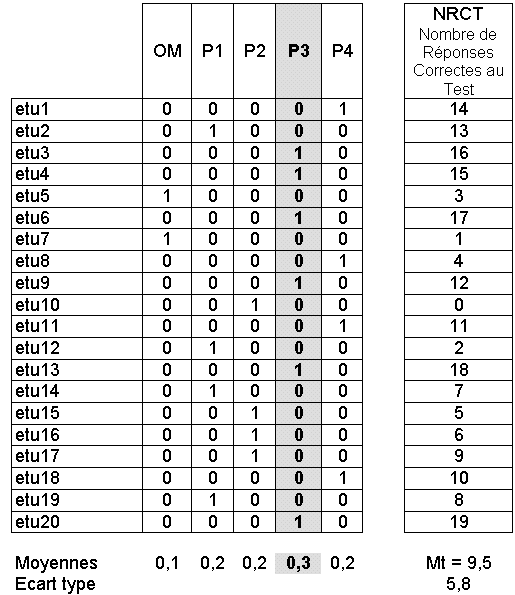 NRCT
Nombre de
OM P1 P2 P3 P4 Réponses
Correctes au
Test
etu1 0 0 0 0 1 14
etu2 0 1 0 0 0 13
etu3 0 0 0 1 0 16
etu4 0 0 0 1 0 15
etu5 1 0 0 0 0 3
etu6 0 0 0 1 0 17
etu7 1 0 0 0 0 1
etu8 0 0 0 0 1 4
etu9 0 0 0 1 0 12
etu10 0 0 1 0 0 0
etu11 0 0 0 0 1 11
etu12 0 1 0 0 0 2
etu13 0 0 0 1 0 18
etu14 0 1 0 0 0 7
etu15 0 0 1 0 0 5
etu16 0 0 1 0 0 6
etu17 0 0 1 0 0 9
etu18 0 0 0 0 1 10
etu19 0 1 0 0 0 8
etu20 0 0 0 1 0 19
Moyennes 0,1 0,2 0,2 0,3 0,2 Mt = 9,5
Ecart type 5,8